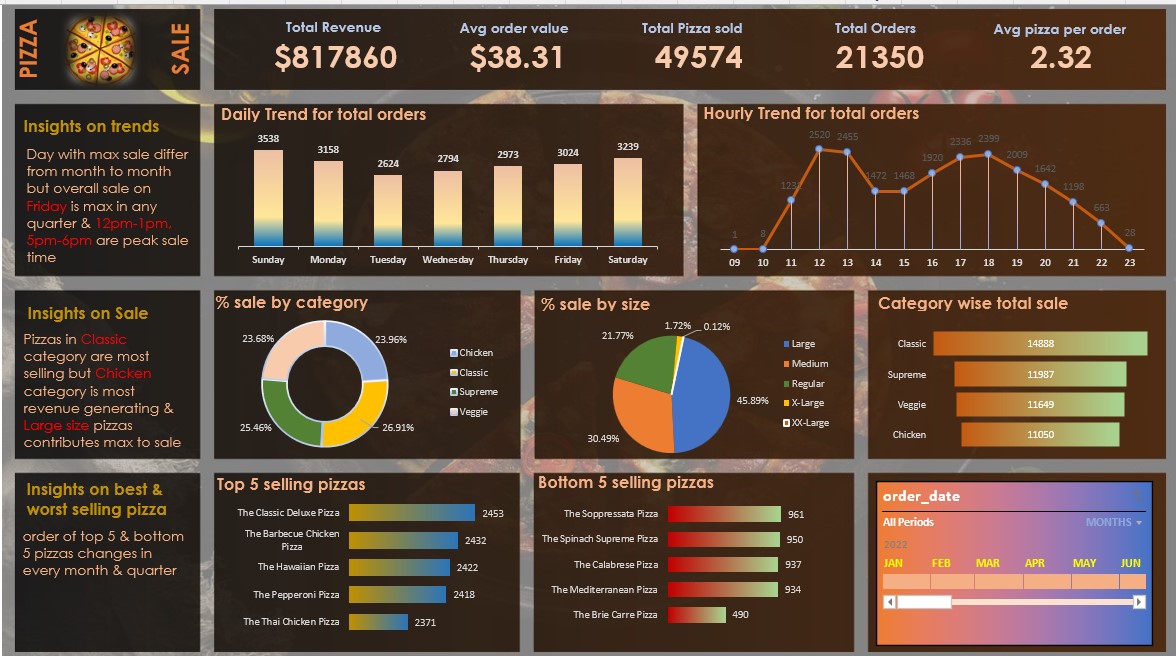 PIZZA
SALE
Total Revenue
$817860
Avg order value
$38.31
Total Pizza sold
49574
Total Orders
21350
Avg pizza per order
2.32
Insights on trends
Day with max sale differ
from month to month
but overall sale on
Friday is max in any
quarter & 12pm-1pm,
5pm-6pm are peak sale
time
Daily Trend for total orders
3538
3158
2624
2794
2973
3024
3239
Sunday
Monday
Tuesday
Wednesday
Thursday
Friday
Saturday
Hourly Trend for total orders
1
8
2520
2455
1472
1468
1920
2336
2399
2009
1642
1198
663
28
09
10
11
12
13
14
15
16
17
18
19
20
21
22
23
Insights on Sale
Pizzas in Classic
category are most
selling but Chicken
category is most
revenue generating &
Large size pizzas
contributes max to sale
% sale by category
23.68%
23.96%
25.46%
26.91%
Chicken
Classic
Supreme
Veggie
% sale by size
21.77%
1.72%
0.12%
45.89%
30.49%
Large
Medium
Regular
X-Large
XX-Large
Category wise total sale
Classic
14888
Supreme
11987
Veggie
11649
Chicken
11050
Insights on best &
worst selling pizza
order of top 5 & bottom
5 pizzas changes in
every month & quarter
Top 5 selling pizzas
The Classic Deluxe Pizza
2453
The Barbecue Chicken
Pizza
2432
The Hawaiian Pizza
2422
The Pepperoni Pizza
2418
The Thai Chicken Pizza
2371
Bottom 5 selling pizzas
The Soppressata Pizza
961
The Spinach Supreme Pizza
950
The Calabrese Pizza
937
The Mediterranean Pizza
934
The Brie Carre Pizza
490
order_date
All Periods
MONTHS
2022
JAN
FEB
MAR
APR
MAY
JUN